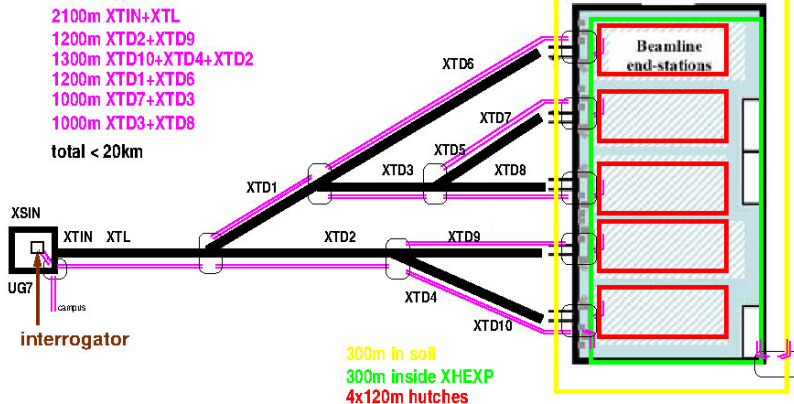 2100m XTIN+XTL
1200m XTD2+XTD9
1300m XTD10+XTD4+XTD2
1200m XTD1+XTD6
1000m XTD7+XTD3
1000m XTD3+XTD8
total < 20km
XTD6
Beamline
end-stations
XTD7
XTD5
XTD3
XTD8
XTD1
XSIN
XTIN
XTL
XTD2
XTD9
UG7
campus
XTD4
XTD10
interrogator
300m in soil
300m inside XHEXP
4x120m hutches